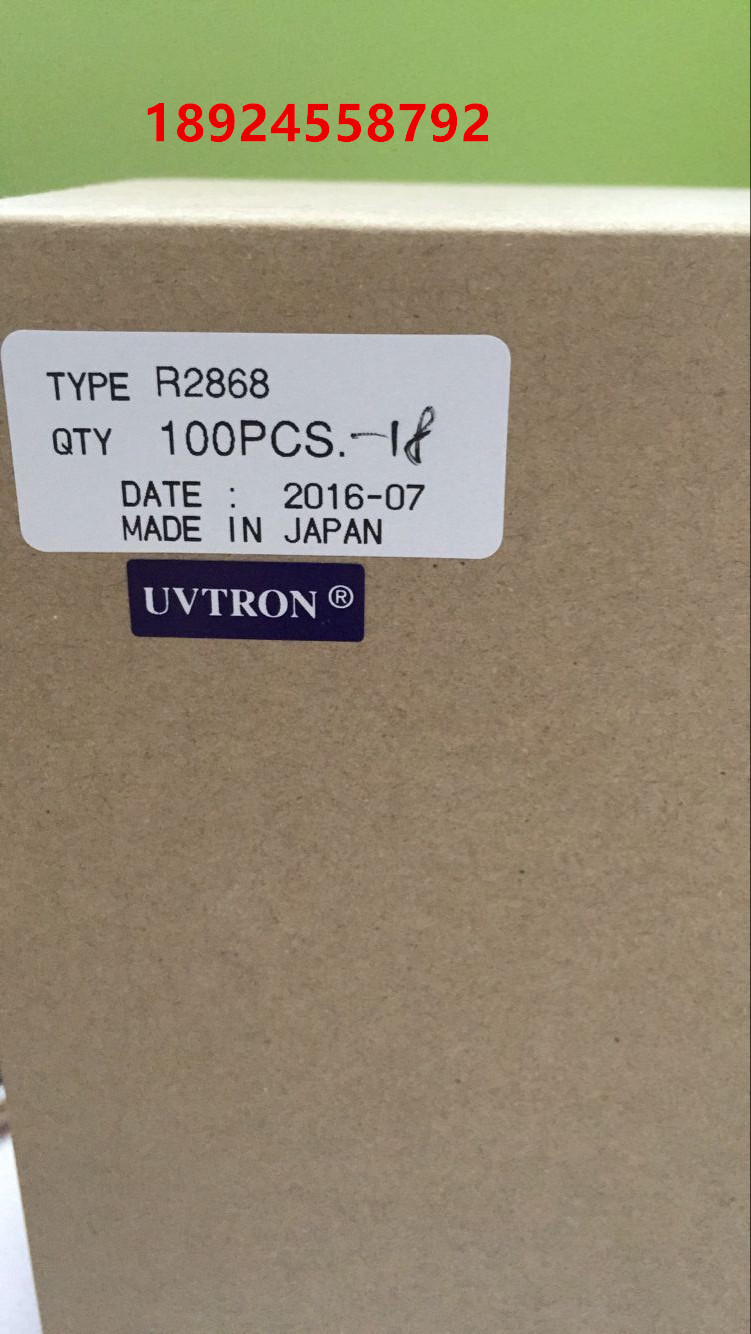 18924558792
TYPE R2868
QTY 100PCS.-18
DATE : 2016-07
MADE IN JAPAN
UVTRON ®